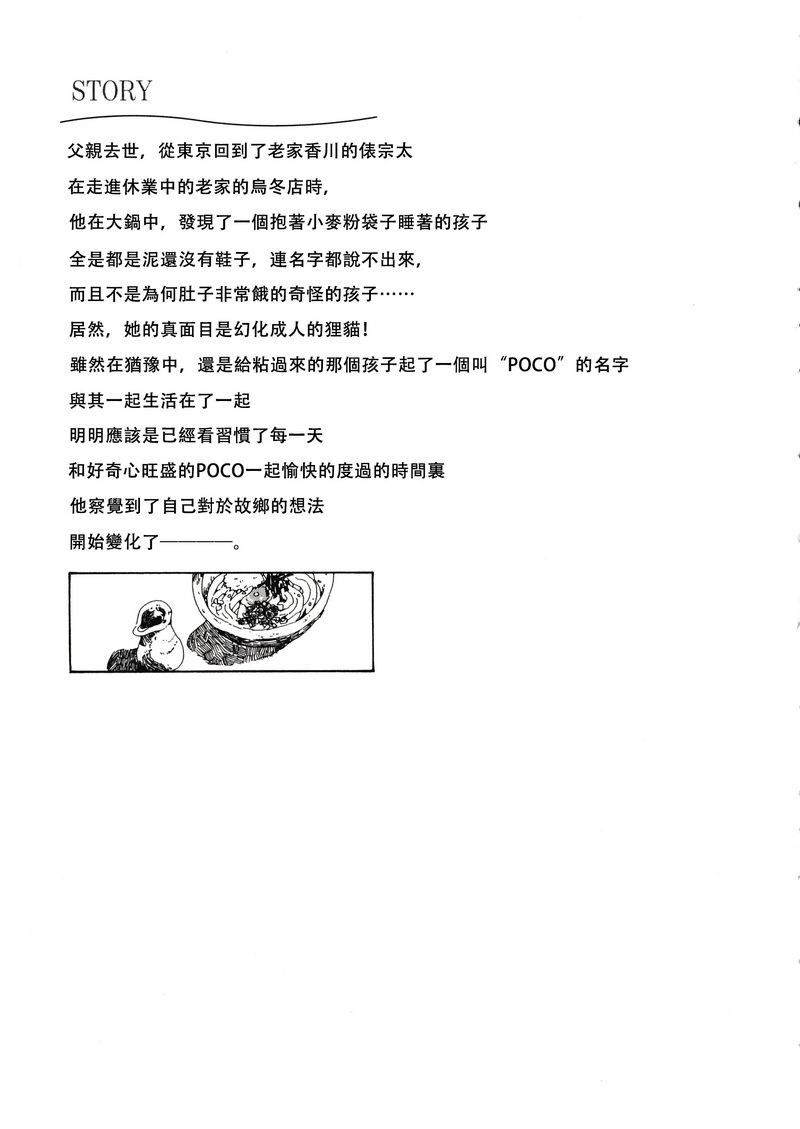 STORY
父親去世，從東京回到了老家香川的俵宗太
在走進休業中的老家的烏冬店時，
他在大鍋中，發現了一個抱著小麥粉袋子睡著的孩子
全是都是泥還沒有鞋子，連名字都說不出來，
而且不是為何肚子非常餓的奇怪的孩子……
居然，她的真面目是幻化成人的狸貓！
雖然在猶豫中，還是給粘過來的那個孩子起了一個叫“POCO”的名字
與其一起生活在了一起
明明應該是已經看習慣了每一天
和好奇心旺盛的POCO一起愉快的度過的時間裏
他察覺到了自己對於故鄉的想法
開始變化了————。